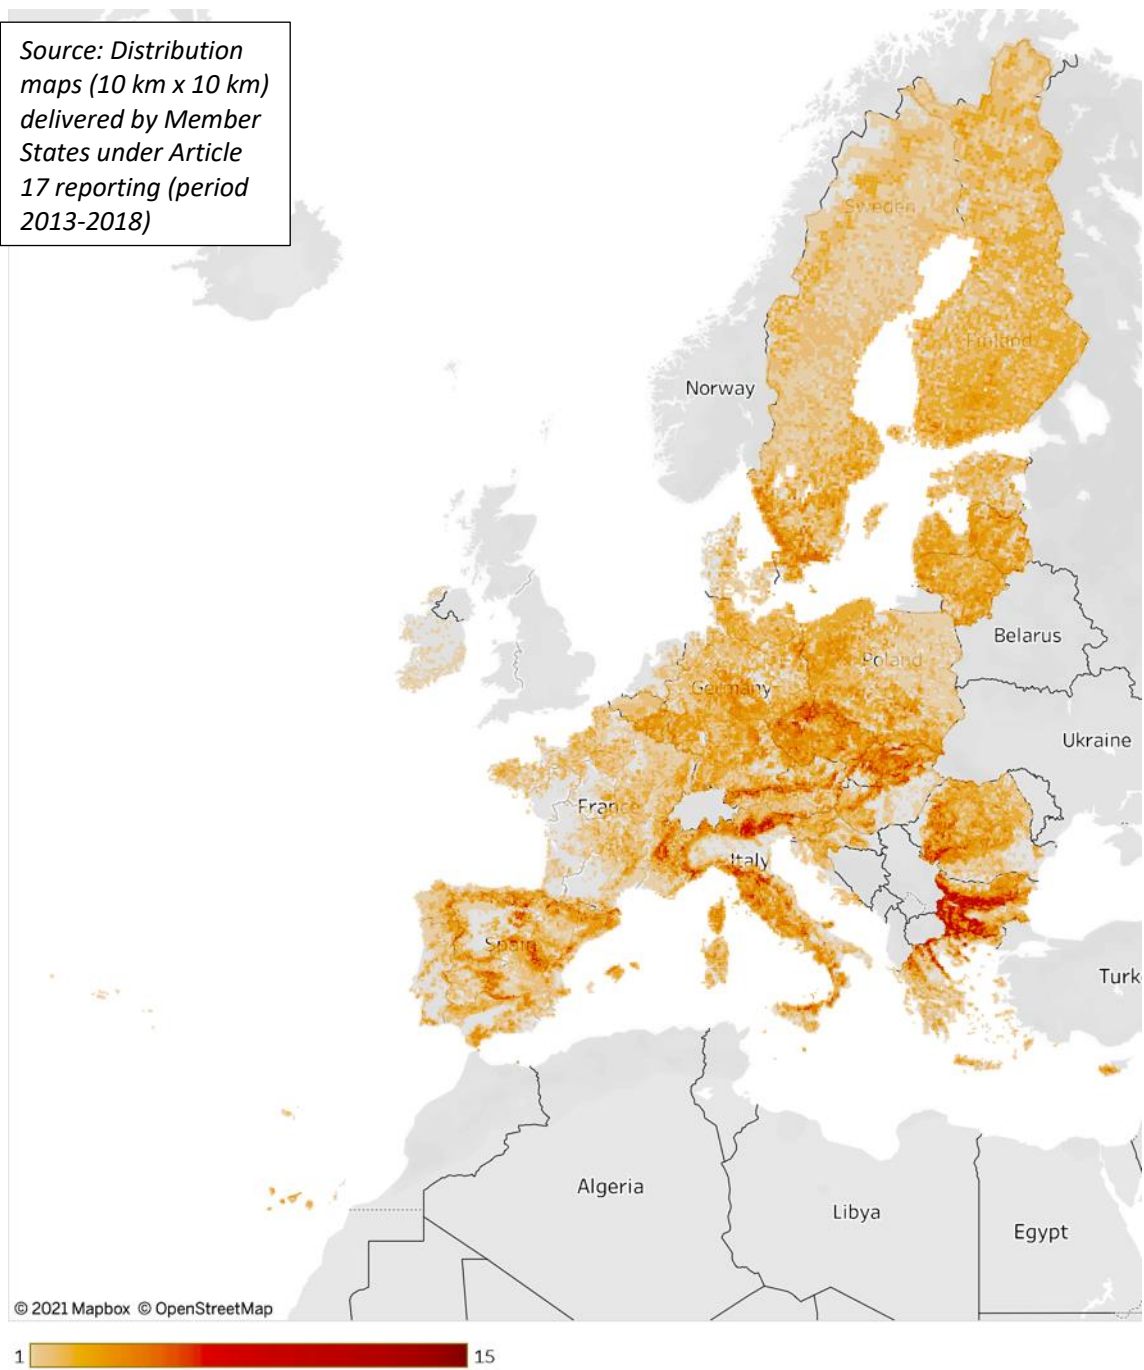 Source: Distribution
maps (10 km x 10 km)
delivered by Member
States under Article
17 reporting (period
2013-2018)
Sweden
Finland
Norway
Belarus
Poland
Germany
Ukraine
France
Italy
Spain
Turk
Algeria
Libya
Egypt
© 2021 Mapbox © OpenStreetMap
1 15